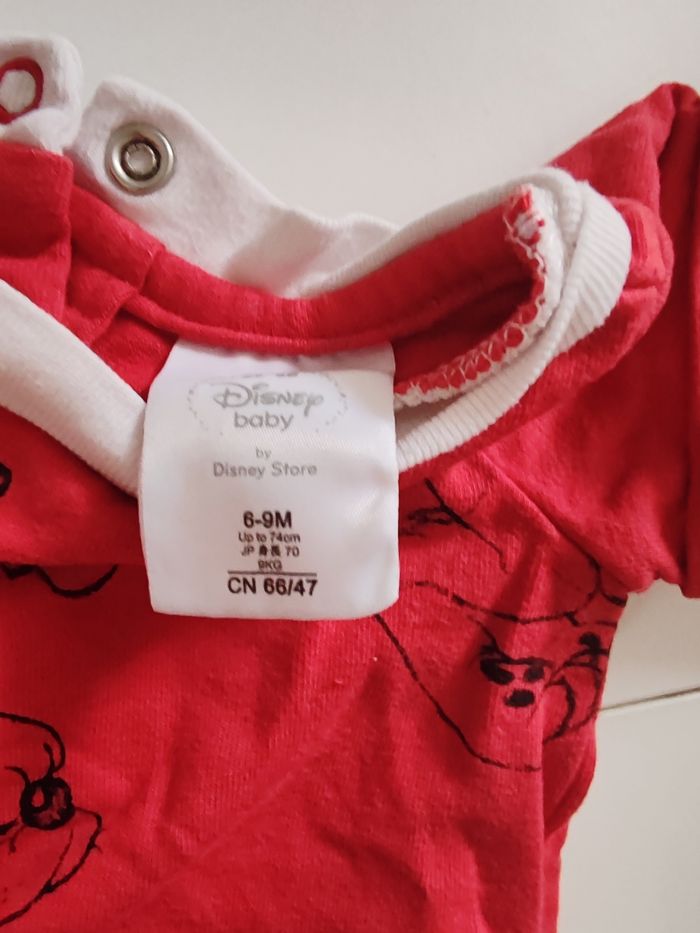 Disney
baby
by
Disney Store
6-9M
Up to 74cm
JP 身長 70
9KG
CN 66/47